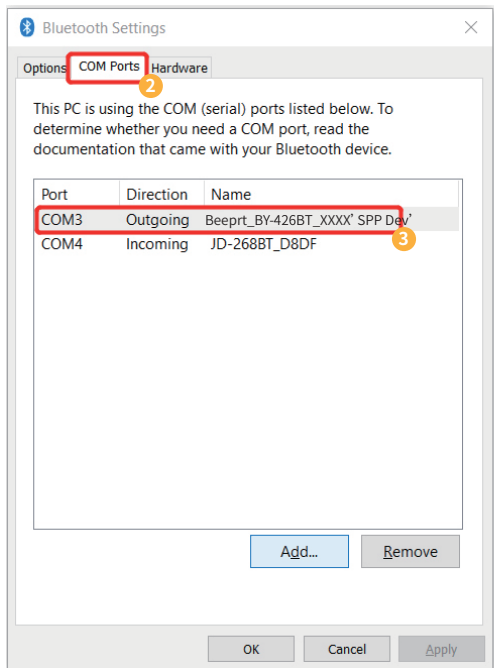 Bluetooth Settings
Options COM Ports Hardware
2
This PC is using the COM (serial) ports listed below. To
determine whether you need a COM port, read the
documentation that came with your Bluetooth device.
Port Direction Name
COM3 Outgoing Beeprt_BY-426BT_XXXX' SPP Dev'
3
COM4 Incoming JD-268BT_D8DF
Add... Remove
OK Cancel Apply